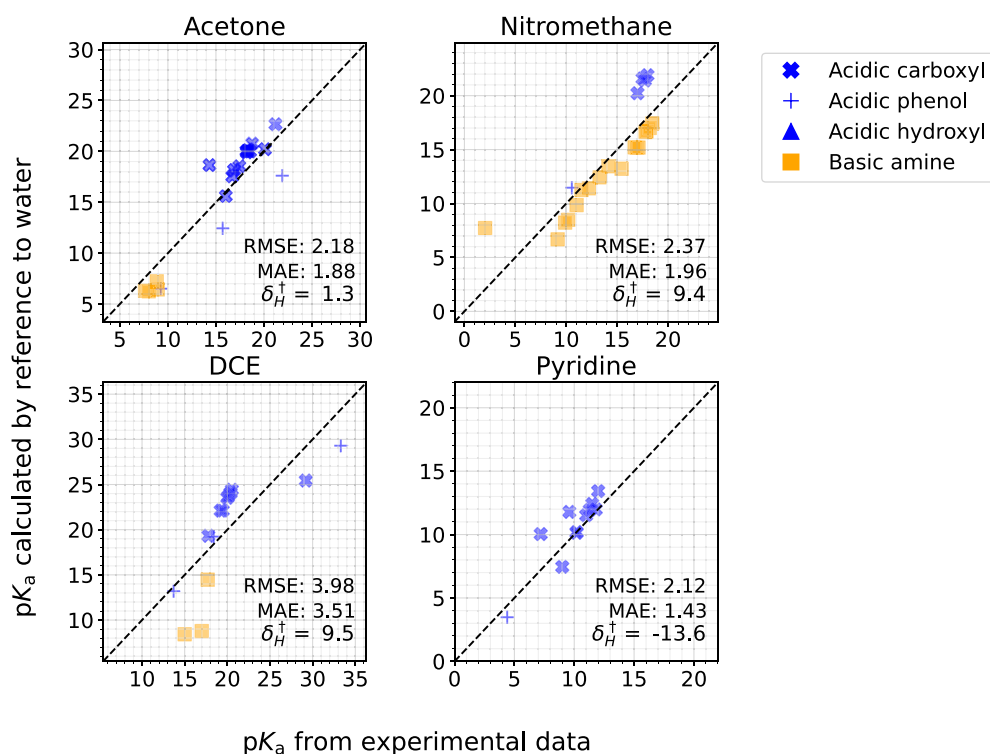 Acetone
30
25
20
15
10
5
RMSE: 2.18
MAE: 1.88
δ†H = 1.3
5 10 15 20 25 30
Nitromethane
20
15
10
5
0
RMSE: 2.37
MAE: 1.96
δ†H = 9.4
0 10 20
Acidic carboxyl
Acidic phenol
Acidic hydroxyl
Basic amine
DCE
35
30
25
20
15
10
RMSE: 3.98
MAE: 3.51
δ†H = 9.5
10 15 20 25 30 35
Pyridine
20
15
10
5
0
RMSE: 2.12
MAE: 1.43
δ†H = -13.6
0 5 10 15 20
pKa calculated by reference to water
pKa from experimental data